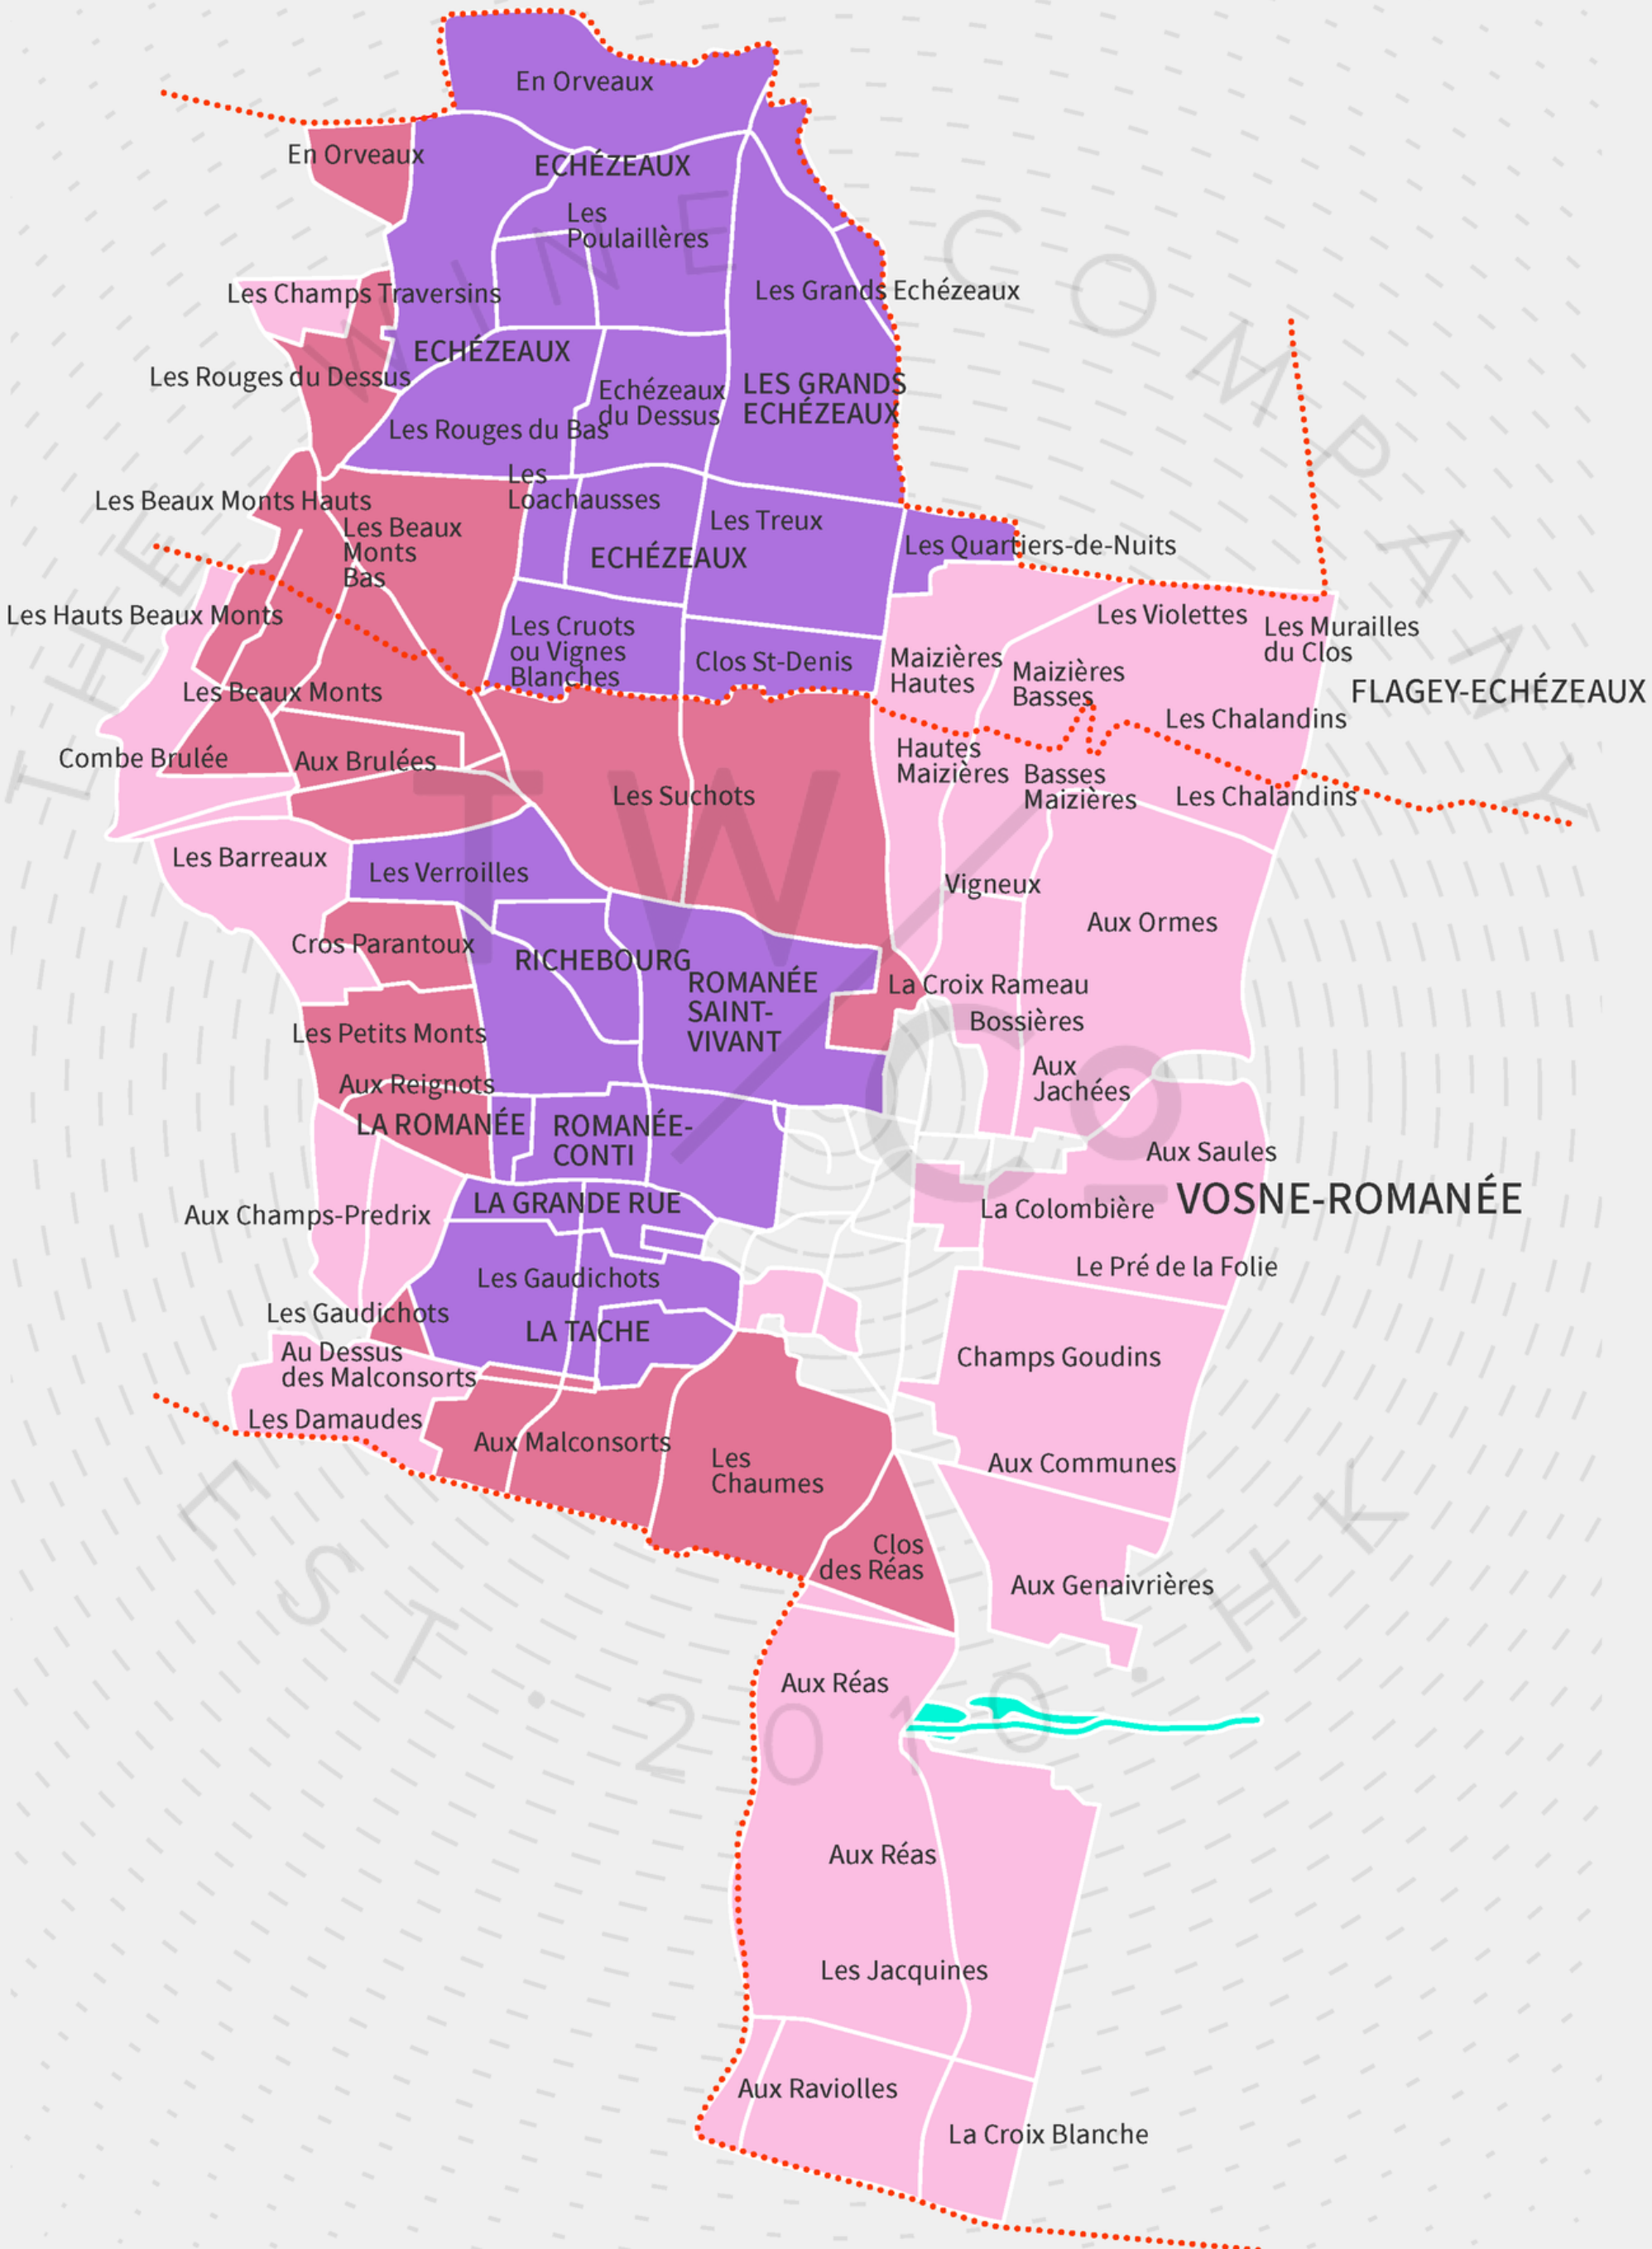 En Orveaux
En Orveaux
ECHÉZEAUX
Les
Poulaillères
Les Champs Traversins
Les Grands Echézeaux
ECHÉZEAUX
Les Rouges du Dessus
Echézeaux
du Dessus
LES GRANDS
ECHÉZEAUX
Les Rouges du Bas
Les
Loachausses
Les Beaux Monts Hauts
Les Beaux
Monts
Bas
Les Treux
ECHÉZEAUX
Les Quartiers-de-Nuits
Les Hauts Beaux Monts
Les Cruots
ou Vignes
Blanches
Clos St-Denis
Maizières
Hautes
Maizières
Basses
Les Violettes
Les Murailles
du Clos
FLAGEY-ECHÉZEAUX
Les Beaux Monts
Les Chalandins
Combe Brulée
Aux Brulées
Les Suchots
Hautes
Maizières
Basses
Maizières
Les Chalandins
Les Barreaux
Les Verroilles
Vigneux
Aux Ormes
Cros Parantoux
RICHEBOURG
ROMANÉE
SAINT-
VIVANT
La Croix Rameau
Bossières
Les Petits Monts
Aux
Jachées
Aux Reignots
LA ROMANÉE
ROMANÉE-
CONTI
Aux Saules
VOSNE-ROMANÉE
Aux Champs-Predrix
LA GRANDE RUE
La Colombière
Le Pré de la Folie
Les Gaudichots
Les Gaudichots
LA TACHE
Au Dessus
des Malconsorts
Champs Goudins
Les Damaudes
Aux Malconsorts
Les
Chaumes
Aux Communes
Clos
des Réas
Aux Genaivrières
Aux Réas
Aux Réas
Les Jacquines
Aux Raviolles
La Croix Blanche
THE WINE COMPANY
TW/Co
EST. 2010. HK